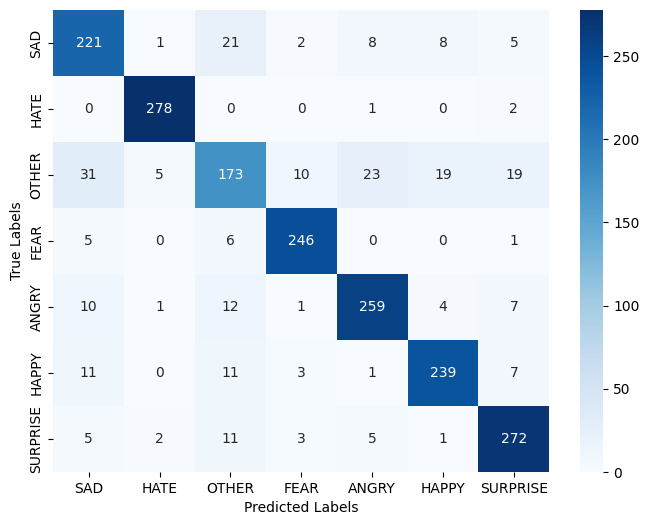 SAD 221 1 21 2 8 8 5
HATE 0 278 0 0 1 0 2
OTHER 31 5 173 10 23 19 19
FEAR 5 0 6 246 0 0 1
ANGRY 10 1 12 1 259 4 7
HAPPY 11 0 11 3 1 239 7
SURPRISE 5 2 11 3 5 1 272
SAD HATE OTHER FEAR ANGRY HAPPY SURPRISE
Predicted Labels
True Labels
250
200
150
100
50
0